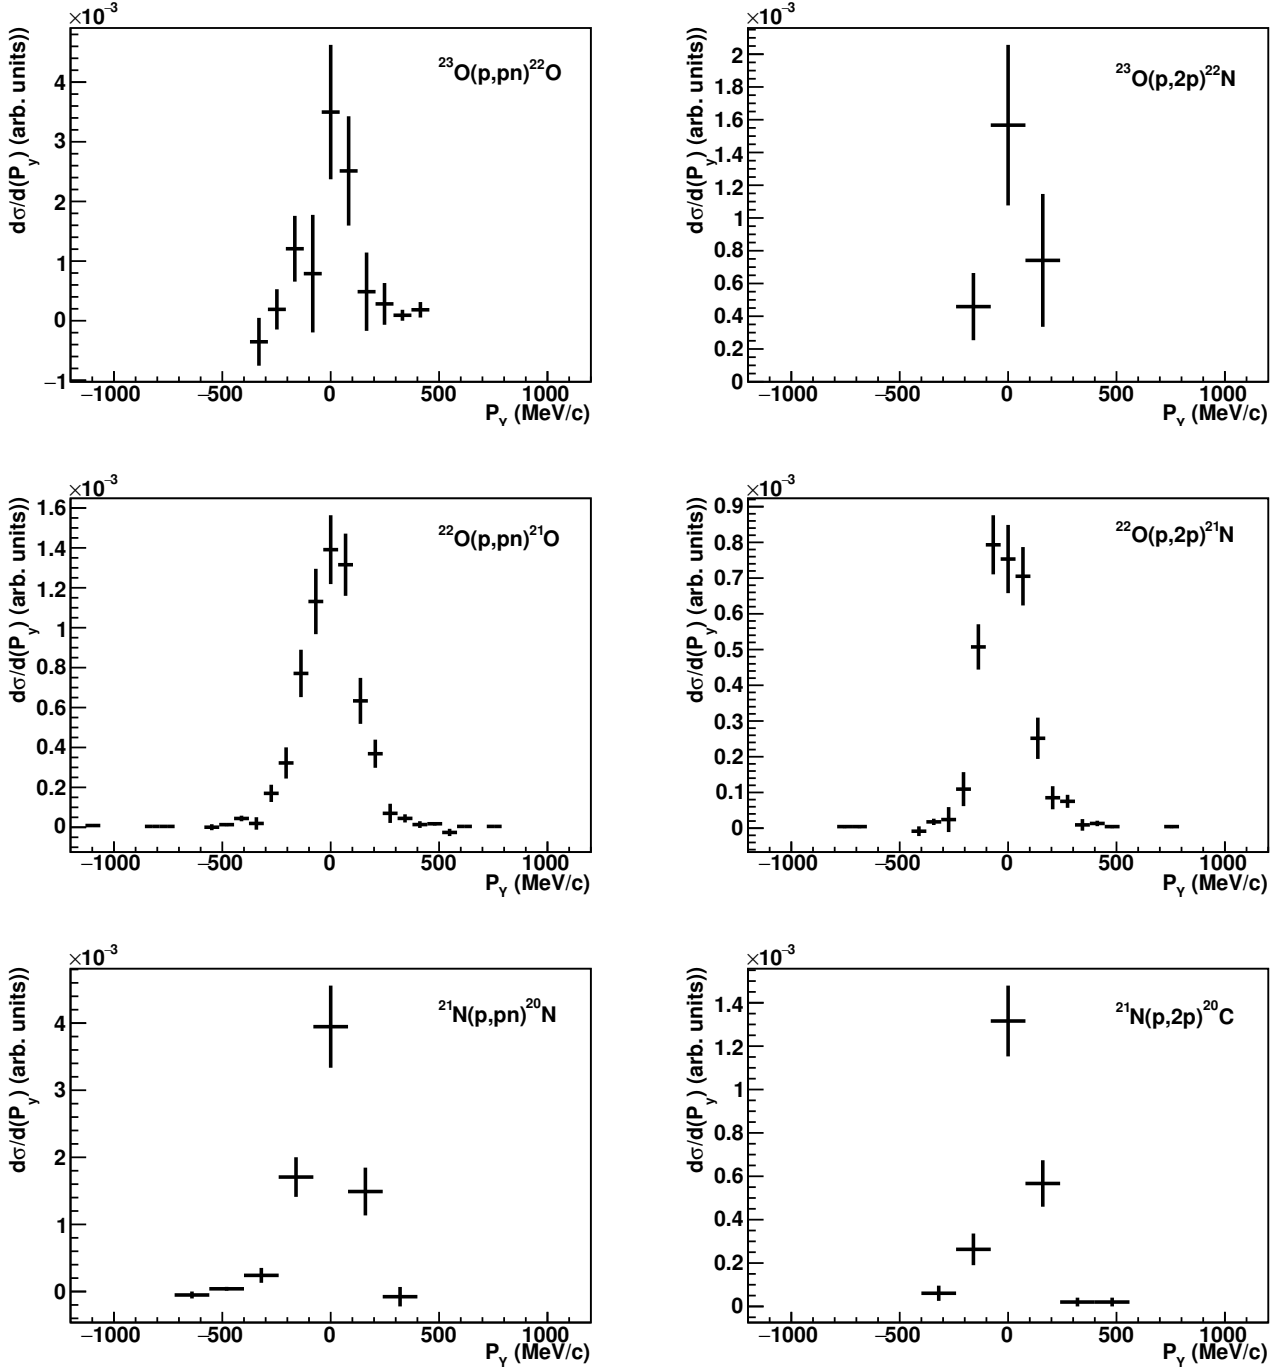 ×10⁻³
dσ/d(P_y) (arb. units))
²³O(p,pn)²²O
4
3
2
1
0
−1
−1000 −500 0 500 1000
P_Y (MeV/c)
×10⁻³
dσ/d(P_y) (arb. units))
²³O(p,2p)²²N
2
1.8
1.6
1.4
1.2
1
0.8
0.6
0.4
0.2
0
−1000 −500 0 500 1000
P_Y (MeV/c)
×10⁻³
dσ/d(P_y) (arb. units))
²²O(p,pn)²¹O
1.6
1.4
1.2
1
0.8
0.6
0.4
0.2
0
−1000 −500 0 500 1000
P_Y (MeV/c)
×10⁻³
dσ/d(P_y) (arb. units))
²²O(p,2p)²¹N
0.9
0.8
0.7
0.6
0.5
0.4
0.3
0.2
0.1
0
−1000 −500 0 500 1000
P_Y (MeV/c)
×10⁻³
dσ/d(P_y) (arb. units))
²¹N(p,pn)²⁰N
4
3
2
1
0
−1000 −500 0 500 1000
P_Y (MeV/c)
×10⁻³
dσ/d(P_y) (arb. units))
²¹N(p,2p)²⁰C
1.4
1.2
1
0.8
0.6
0.4
0.2
0
−1000 −500 0 500 1000
P_Y (MeV/c)